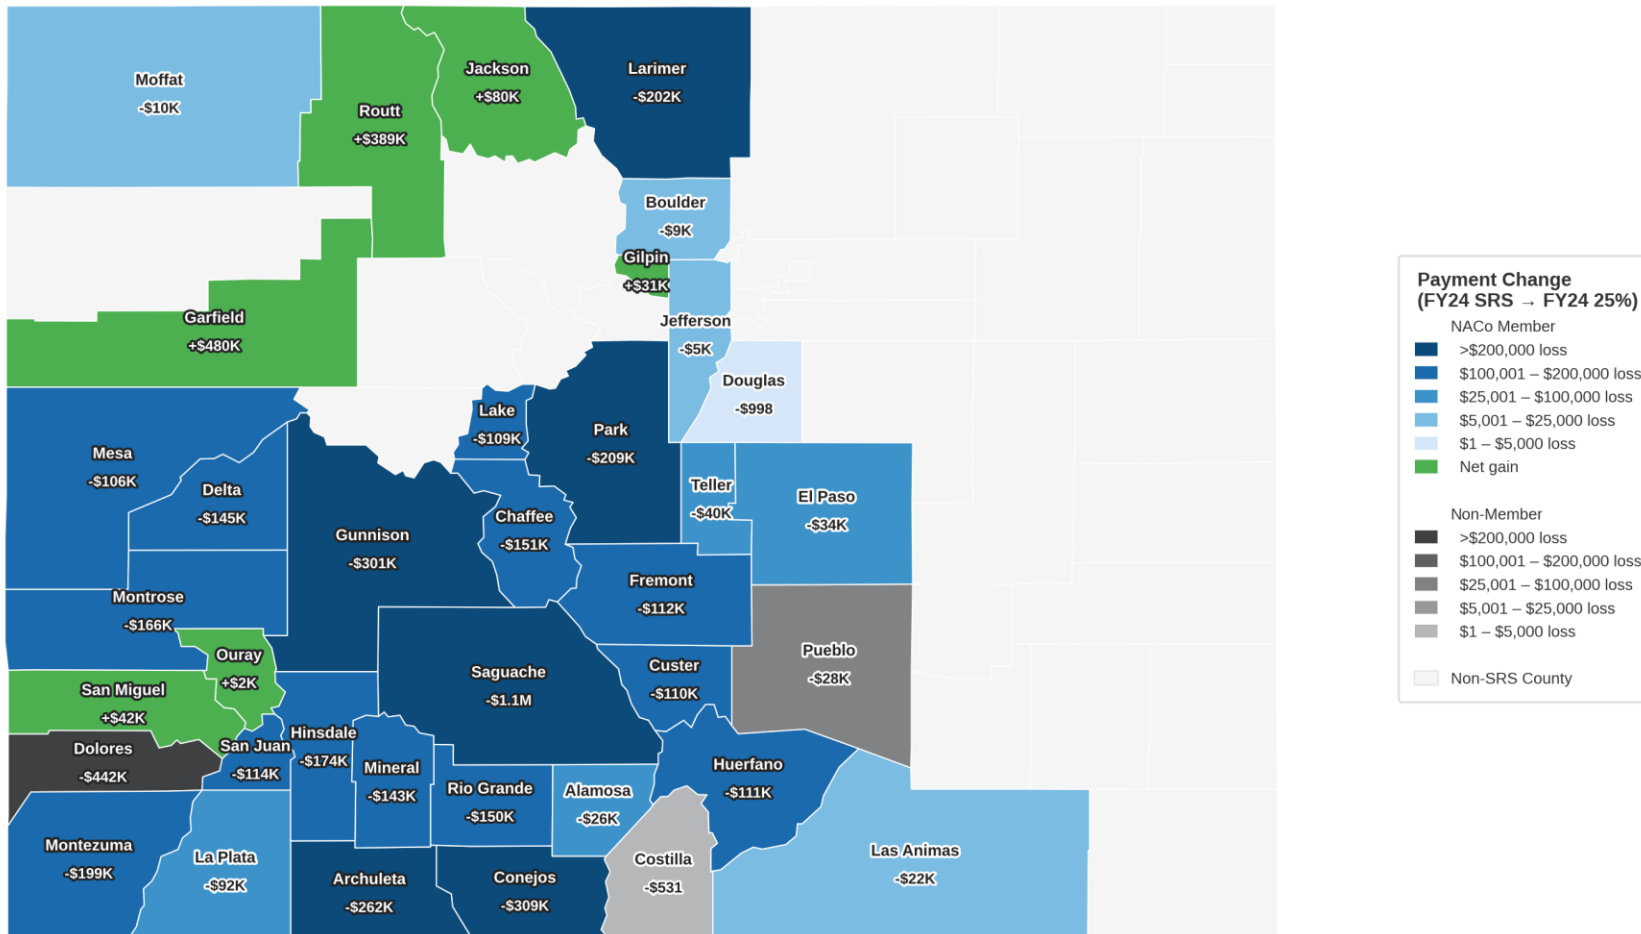 Moffat
-$10K
Routt
+$389K
Jackson
+$80K
Larimer
-$202K
Boulder
-$9K
Gilpin
+$31K
Jefferson
-$5K
Garfield
+$480K
Douglas
-$998
Lake
-$109K
Park
-$209K
Mesa
-$106K
Delta
-$145K
Gunnison
-$301K
Chaffee
-$151K
Teller
-$40K
El Paso
-$34K
Montrose
-$166K
Fremont
-$112K
Ouray
+$2K
Saguache
-$1.1M
Custer
-$110K
Pueblo
-$28K
San Miguel
+$42K
Dolores
-$442K
San Juan
-$114K
Hinsdale
-$174K
Mineral
-$143K
Rio Grande
-$150K
Alamosa
-$26K
Huerfano
-$111K
Montezuma
-$199K
La Plata
-$92K
Archuleta
-$262K
Conejos
-$309K
Costilla
-$531
Las Animas
-$22K
Payment Change
(FY24 SRS → FY24 25%)
NACo Member
>$200,000 loss
$100,001 – $200,000 loss
$25,001 – $100,000 loss
$5,001 – $25,000 loss
$1 – $5,000 loss
Net gain
Non-Member
>$200,000 loss
$100,001 – $200,000 loss
$25,001 – $100,000 loss
$5,001 – $25,000 loss
$1 – $5,000 loss
Non-SRS County